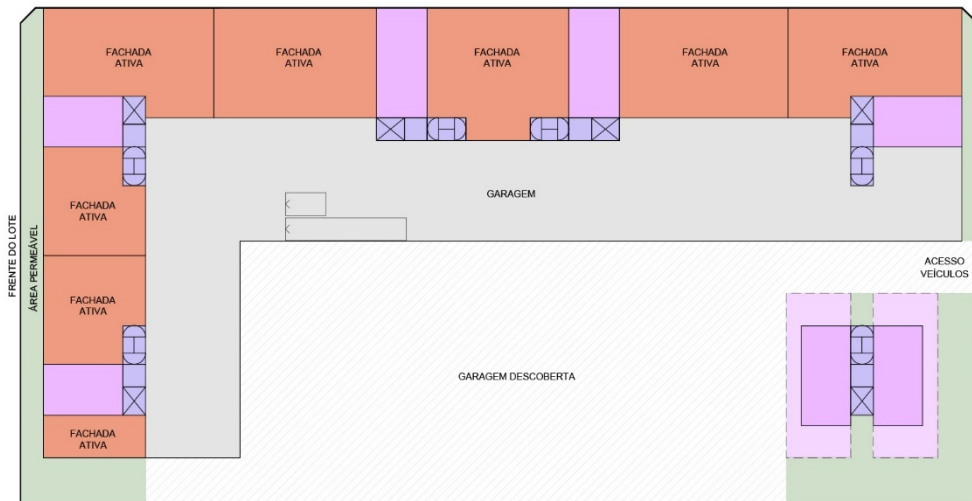 FACHADA
ATIVA
FACHADA
ATIVA
FACHADA
ATIVA
FACHADA
ATIVA
FACHADA
ATIVA
FACHADA
ATIVA
GARAGEM
FRENTE DO LOTE
ÁREA PERMEÁVEL
ACESSO
VEÍCULOS
FACHADA
ATIVA
GARAGEM DESCOBERTA
FACHADA
ATIVA